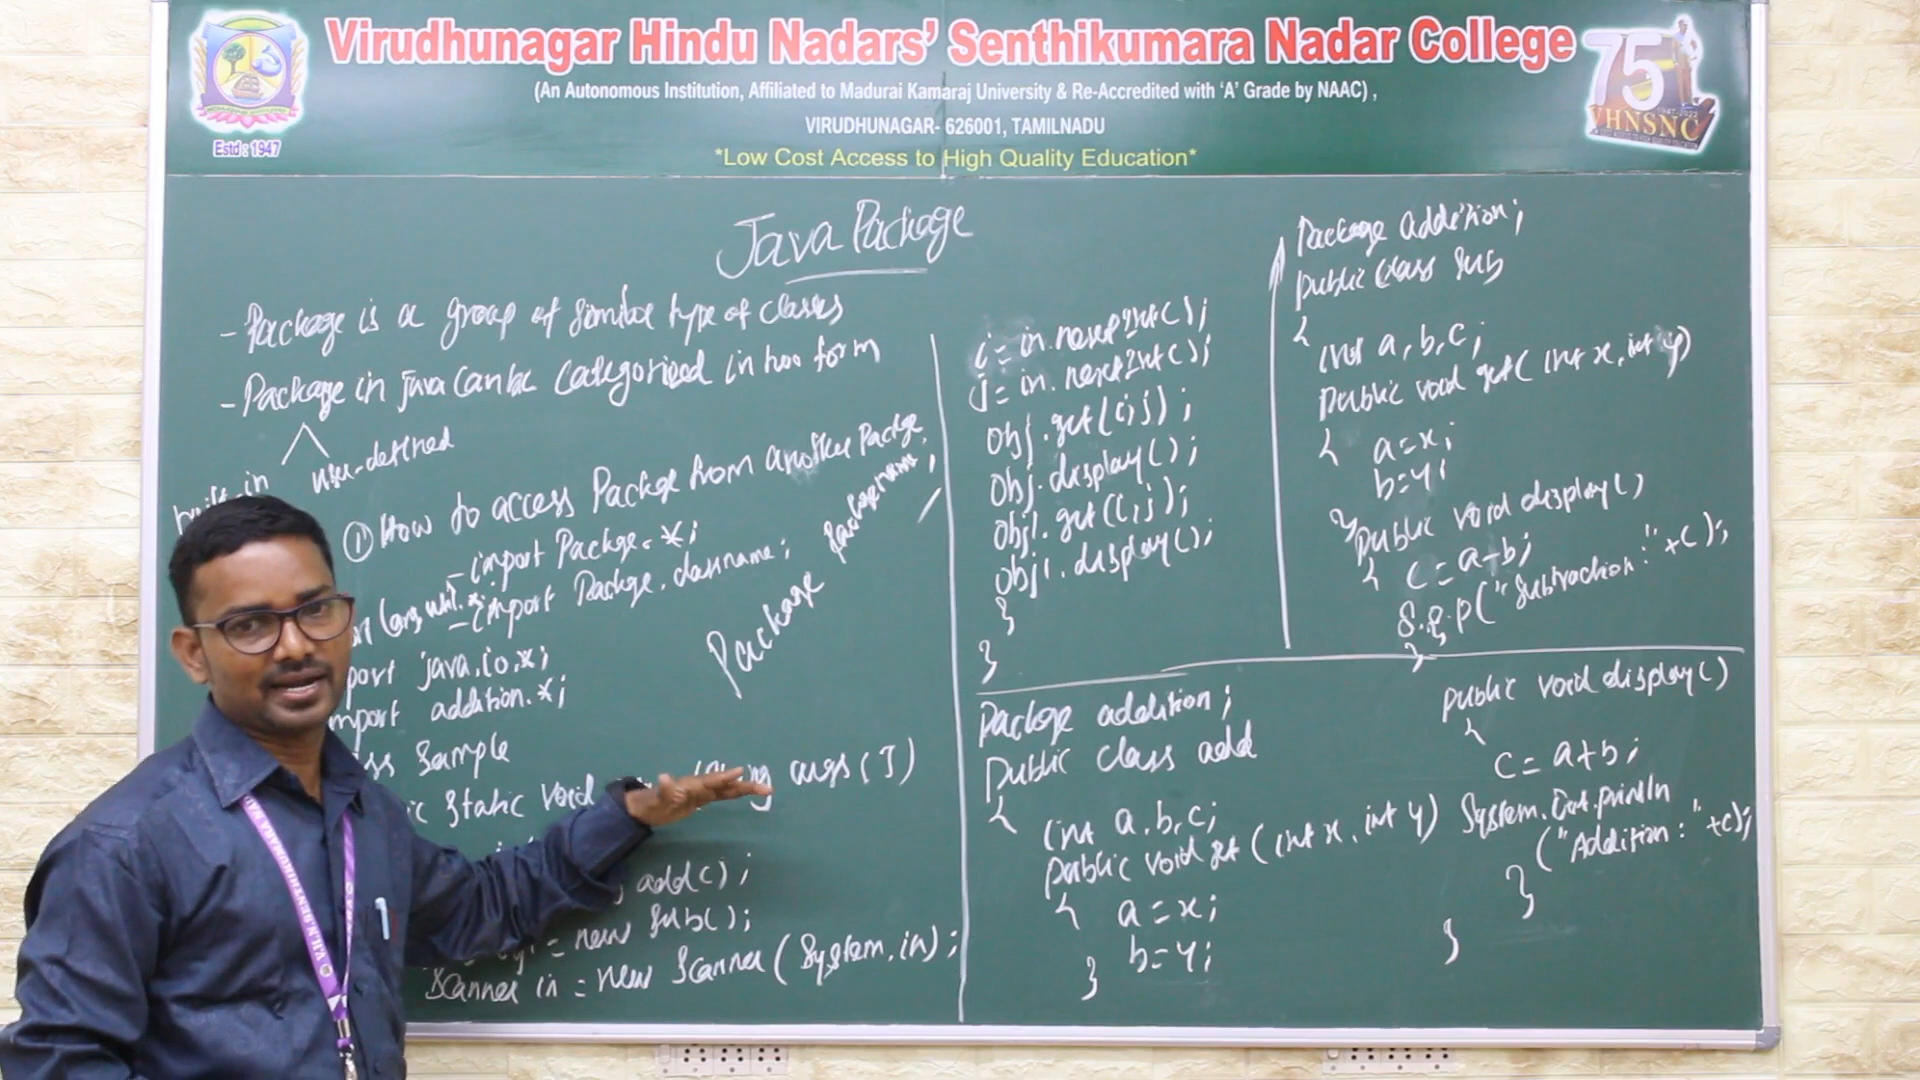 Virudhunagar Hindu Nadars' Senthikumara Nadar College
(An Autonomous Institution, Affiliated to Madurai Kamaraj University & Re-Accredited with 'A' Grade by NAAC) ,
VIRUDHUNAGAR- 626001, TAMILNADU
*Low Cost Access to High Quality Education*
Estd : 1947
75
VHNSNC
Java Package
- Package is a group of similar type of classes
- Package in java can be categorized in two form
user-defined
① How to access Package from another Package
- import Package.*;
- import Package.classname;
Package Packagename;
port java.io.*;
mport addition.*;
ss Sample
ic static void args[])
add();
= new sub();
Scanner in = new Scanner(System.in);
i = in.nextInt();
j = in.nextInt();
obj.get(i,j);
obj.display();
obj1.get(i,j);
obj1.display();
}
}
Package addition;
public class sub
{
int a,b,c;
public void get(int x, int y)
{ a=x;
b=y;
}
public void display()
{ c=a-b;
S.o.p("Subtraction:"+c);
}
}
Package addition;
public class add
{
int a,b,c;
public void get(int x, int y)
{ a=x;
b=y;
}
public void display()
{
c=a+b;
System.out.println
("Addition:"+c);
}
}